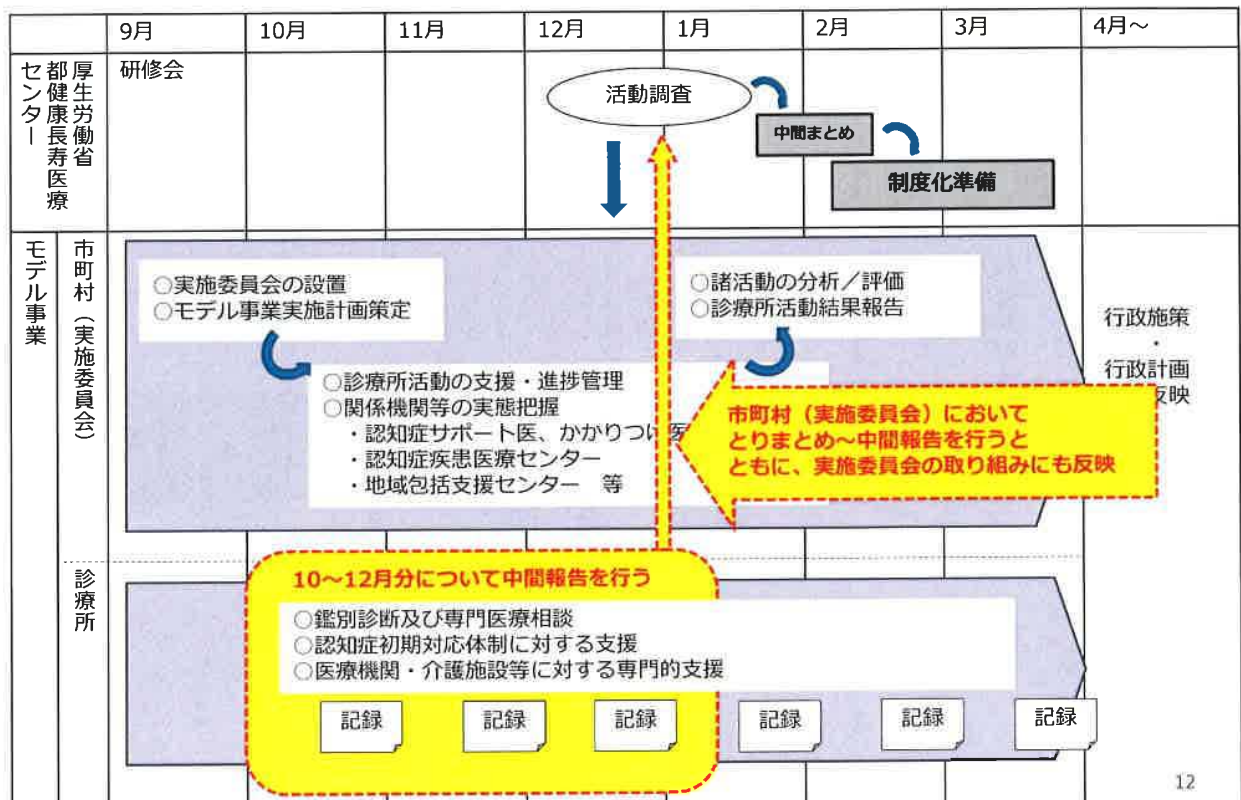 9月
10月
11月
12月
1月
2月
3月
4月～
厚生労働省
都健康長寿医療
センター
研修会
活動調査
中間まとめ
制度化準備
モデル事業
市町村（実施委員会）
○実施委員会の設置
○モデル事業実施計画策定
○諸活動の分析／評価
○診療所活動結果報告
行政施策
・
行政計画
反映
○診療所活動の支援・進捗管理
○関係機関等の実態把握
・認知症サポート医、かかりつけ医
・認知症疾患医療センター
・地域包括支援センター　等
市町村（実施委員会）において
とりまとめ～中間報告を行うと
ともに、実施委員会の取り組みにも反映
診療所
10～12月分について中間報告を行う
○鑑別診断及び専門医療相談
○認知症初期対応体制に対する支援
○医療機関・介護施設等に対する専門的支援
記録
記録
記録
記録
記録
記録
12